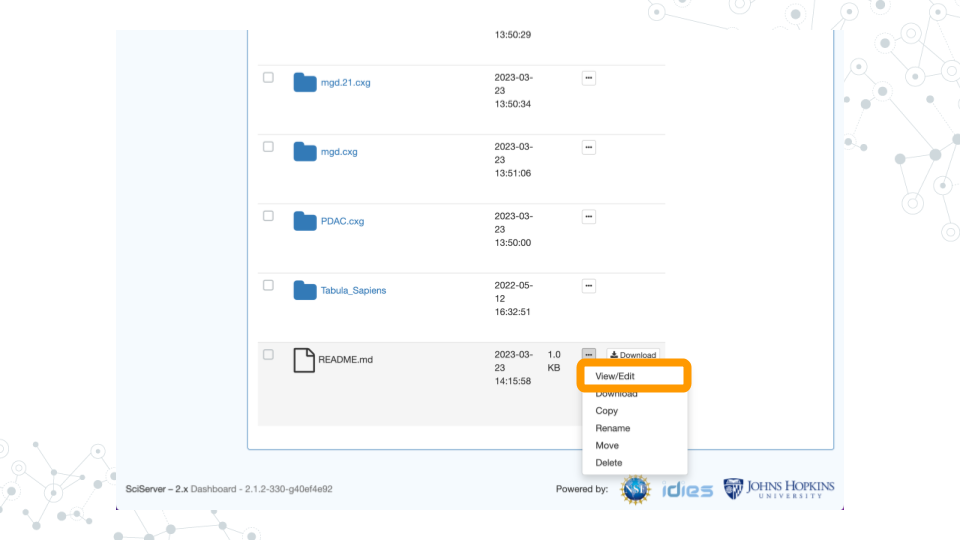 13:50:29
mgd.21.cxg
2023-03-
23
13:50:34
mgd.cxg
2023-03-
23
13:51:06
PDAC.cxg
2023-03-
23
13:50:00
Tabula_Sapiens
2022-05-
12
16:32:51
README.md
2023-03-
23
14:15:58
1.0
KB
Download
View/Edit
Download
Copy
Rename
Move
Delete
SciServer – 2.x Dashboard - 2.1.2-330-g40ef4e92
Powered by:
NSF
idies
JOHNS HOPKINS
UNIVERSITY